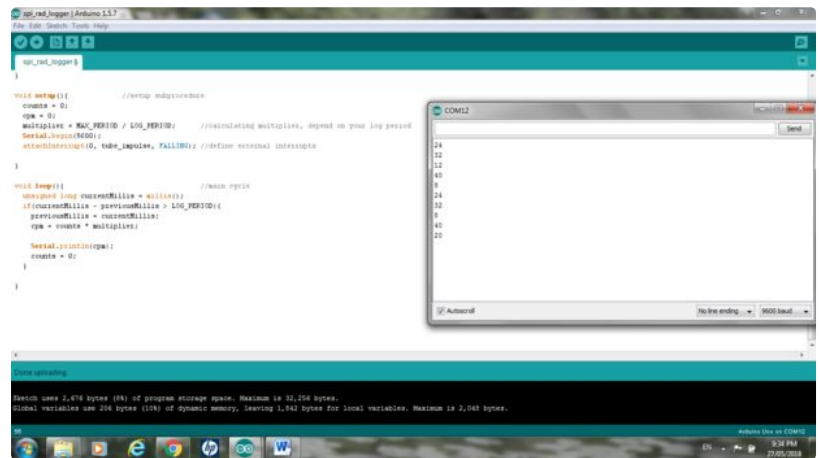 spi_rad_logger | Arduino 1.5.7
File Edit Sketch Tools Help
spi_rad_logger §
}
void setup(){ //setup subprocedure
counts = 0;
cpm = 0;
multiplier = MAX_PERIOD / LOG_PERIOD; //calculating multiplier, depend on your log period
Serial.begin(9600);
attachInterrupt(0, tube_impulse, FALLING); //define external interrupts
}
void loop(){ //main cycle
unsigned long currentMillis = millis();
if(currentMillis - previousMillis > LOG_PERIOD){
previousMillis = currentMillis;
cpm = counts * multiplier;
Serial.println(cpm);
counts = 0;
}
}
COM12
Send
24
32
12
40
8
24
32
8
40
20
Autoscroll
No line ending
9600 baud
Done uploading.
Sketch uses 2,676 bytes (8%) of program storage space. Maximum is 32,256 bytes.
Global variables use 206 bytes (10%) of dynamic memory, leaving 1,842 bytes for local variables. Maximum is 2,048 bytes.
Arduino Uno on COM12
hp
W
EN
9:34 PM
27/05/2018